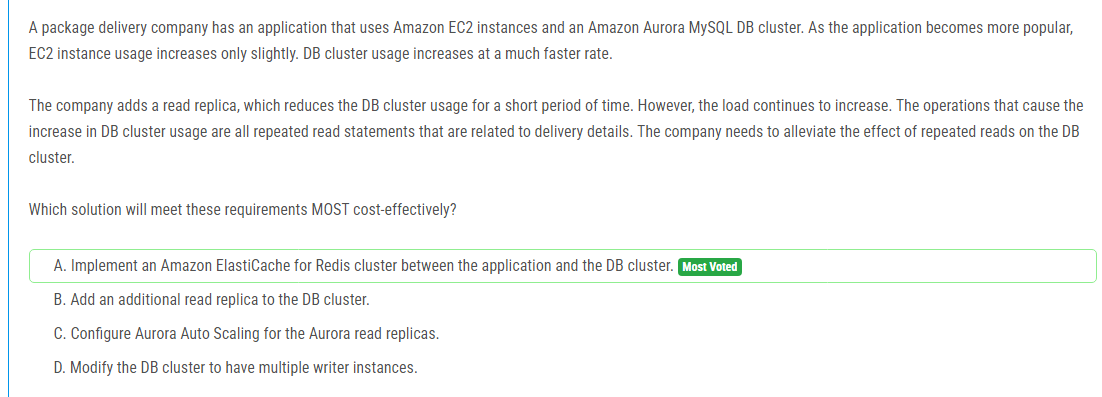 A package delivery company has an application that uses Amazon EC2 instances and an Amazon Aurora MySQL DB cluster. As the application becomes more popular,
EC2 instance usage increases only slightly. DB cluster usage increases at a much faster rate.
The company adds a read replica, which reduces the DB cluster usage for a short period of time. However, the load continues to increase. The operations that cause the
increase in DB cluster usage are all repeated read statements that are related to delivery details. The company needs to alleviate the effect of repeated reads on the DB
cluster.
Which solution will meet these requirements MOST cost-effectively?
A. Implement an Amazon ElastiCache for Redis cluster between the application and the DB cluster. Most Voted
B. Add an additional read replica to the DB cluster.
C. Configure Aurora Auto Scaling for the Aurora read replicas.
D. Modify the DB cluster to have multiple writer instances.